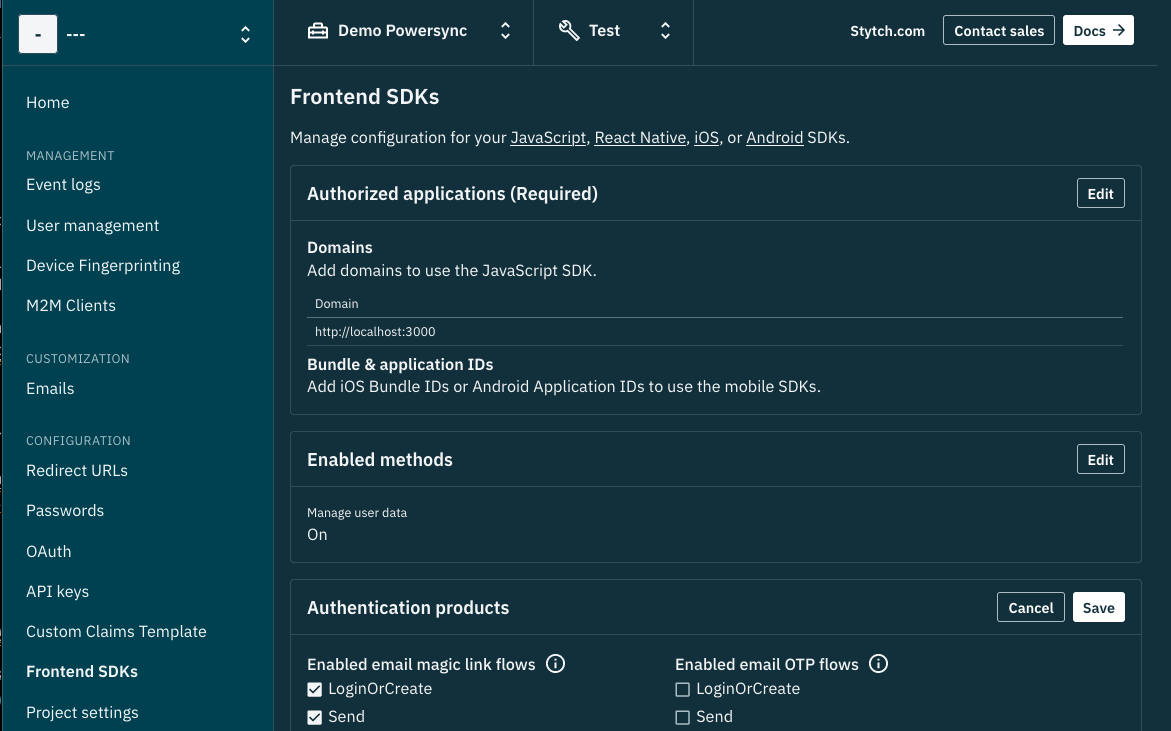 - ---
Demo Powersync
Test
Stytch.com
Contact sales
Docs
Home
MANAGEMENT
Event logs
User management
Device Fingerprinting
M2M Clients
CUSTOMIZATION
Emails
CONFIGURATION
Redirect URLs
Passwords
OAuth
API keys
Custom Claims Template
Frontend SDKs
Project settings
Frontend SDKs
Manage configuration for your JavaScript, React Native, iOS, or Android SDKs.
Authorized applications (Required)
Edit
Domains
Add domains to use the JavaScript SDK.
Domain
http://localhost:3000
Bundle & application IDs
Add iOS Bundle IDs or Android Application IDs to use the mobile SDKs.
Enabled methods
Edit
Manage user data
On
Authentication products
Cancel
Save
Enabled email magic link flows
LoginOrCreate
Send
Enabled email OTP flows
LoginOrCreate
Send